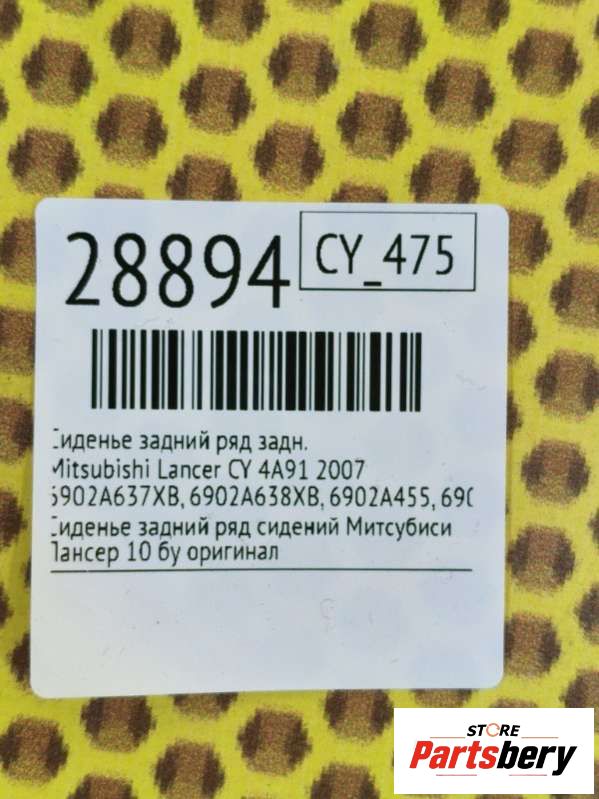 28894
CY_475
Сиденье задний ряд задн.
Mitsubishi Lancer CY 4A91 2007
6902A637XB, 6902A638XB, 6902A455, 690
Сиденье задний ряд сидений Митсубиси
Лансер 10 бу оригинал
STORE
Partsbery